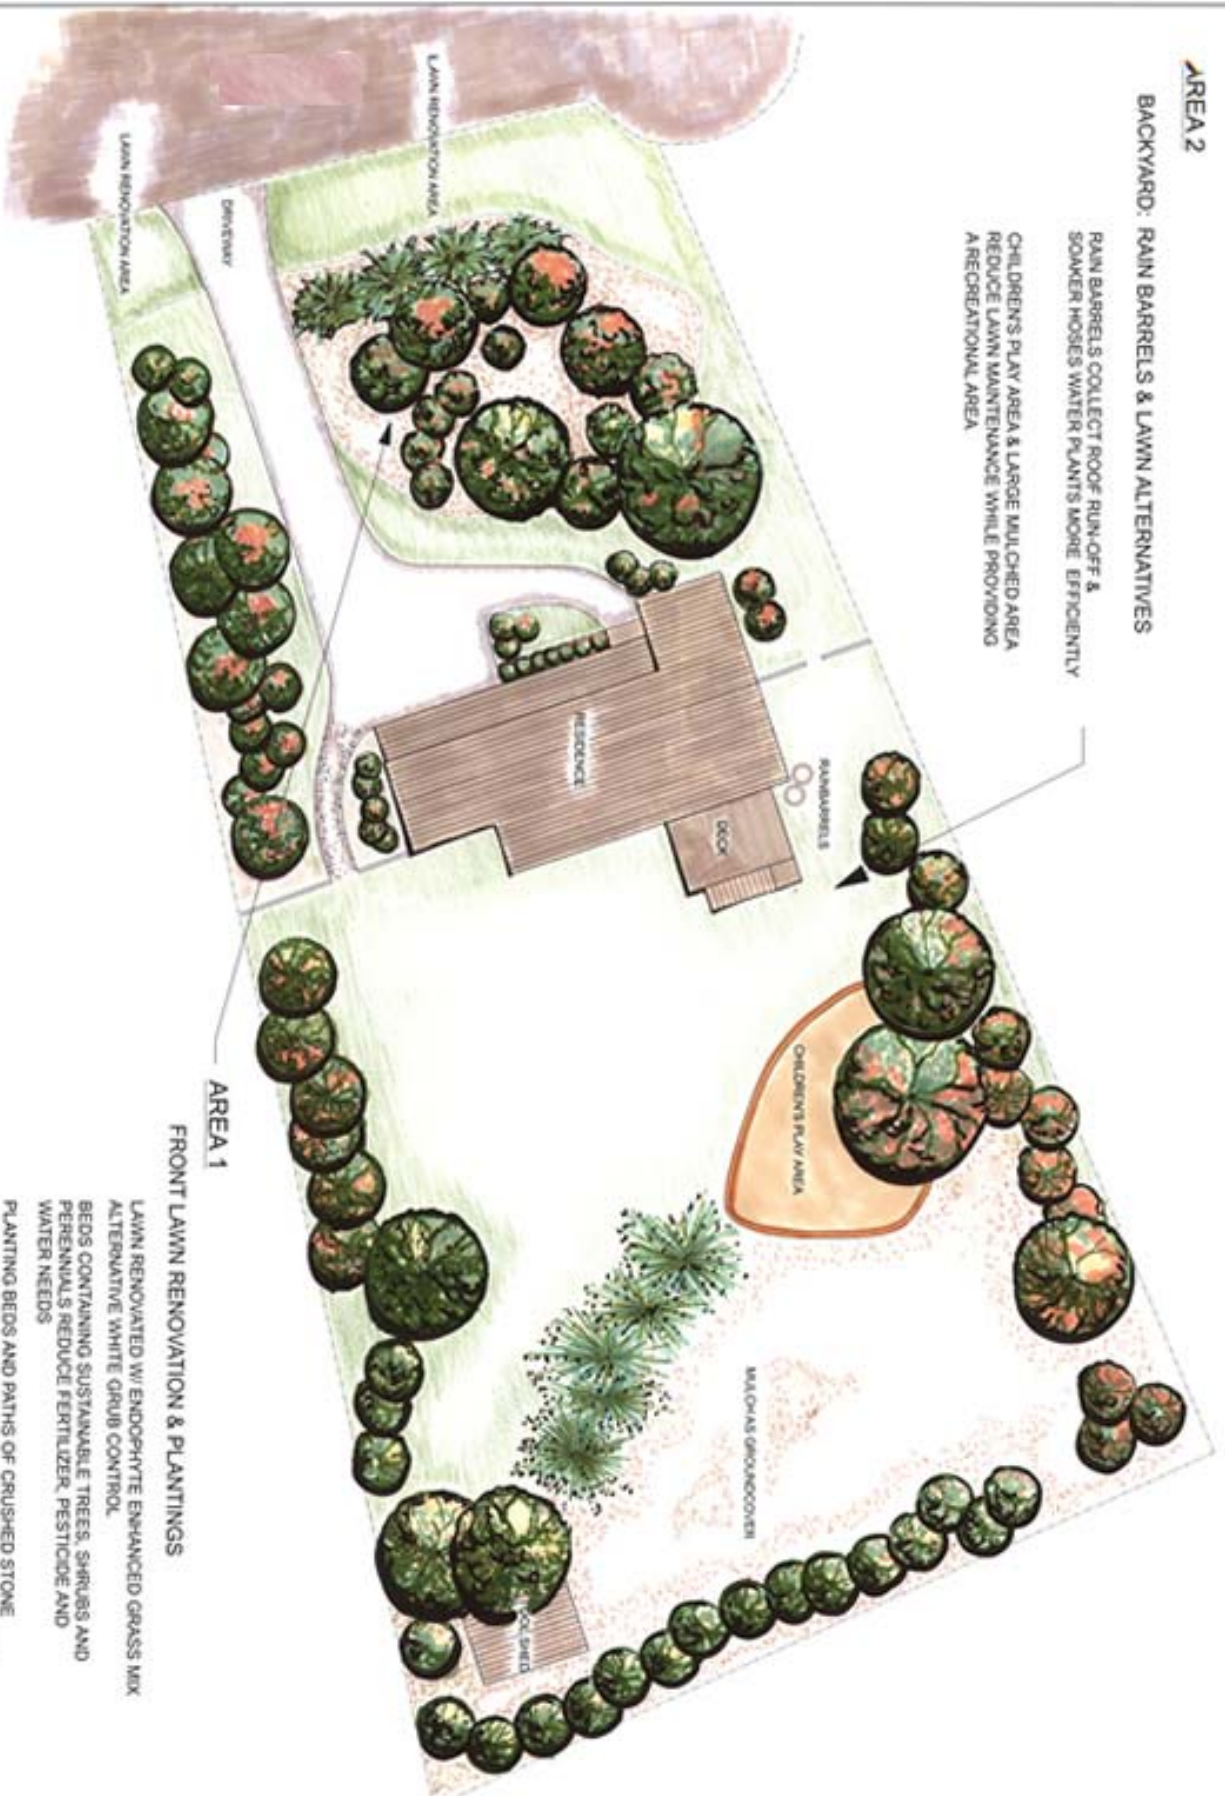 AREA 2
BACKYARD: RAIN BARRELS & LAWN ALTERNATIVES
RAIN BARRELS COLLECT ROOF RUN-OFF &
SOAKER HOSES WATER PLANTS MORE EFFICIENTLY
CHILDREN'S PLAY AREA & LARGE MULCHED AREA
REDUCE LAWN MAINTENANCE WHILE PROVIDING
A RECREATIONAL AREA
LAWN RENOVATION AREA
DRIVEWAY
LAWN RENOVATION AREA
RAINBARRELS
DECK
RESIDENCE
CHILDREN'S PLAY AREA
MULCH AS GROUNDCOVER
SHED
AREA 1
FRONT LAWN RENOVATION & PLANTINGS
LAWN RENOVATED W/ ENDOPHYTE ENHANCED GRASS MIX
ALTERNATIVE WHITE GRUB CONTROL
BEDS CONTAINING SUSTAINABLE TREES, SHRUBS AND
PERENNIALS REDUCE FERTILIZER, PESTICIDE AND
WATER NEEDS
PLANTING BEDS AND PATHS OF CRUSHED STONE